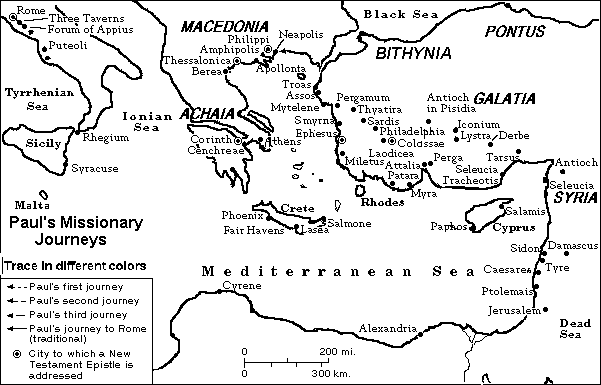 Rome
Three Taverns
Forum of Appius
Puteoli
Tyrrhenian
Sea
Ionian
Sea
Sicily
Rhegium
Syracuse
Malta
MACEDONIA
Neapolis
Philippi
Amphipolis
Thessalonica
Berea
Apollonta
ACHAIA
Corinth
Cenchreae
Athens
Black Sea
BITHYNIA
PONTUS
Troas
Assos
Mytelene
Pergamum
Thyatira
Smyrna
Sardis
Ephesus
Philadelphia
Colossae
Laodicea
Miletus
Attalia
Patara
Myra
Perga
Antioch
in Pisidia
GALATIA
Iconium
Lystra
Derbe
Tarsus
Seleucia
Tracheotis
Antioch
Seleucia
SYRIA
Rhodes
Crete
Phoenix
Fair Havens
Lasea
Salmone
Salamis
Paphos
Cyprus
Sidon
Damascus
Tyre
Caesarea
Ptolemais
Jerusalem
Dead
Sea
Mediterranean Sea
Cyrene
Alexandria
Paul's Missionary
Journeys
Trace in different colors
Paul's first journey
Paul's second journey
Paul's third journey
Paul's journey to Rome
(traditional)
City to which a New
Testament Epistle is
addressed
0 200 mi.
0 300 km.